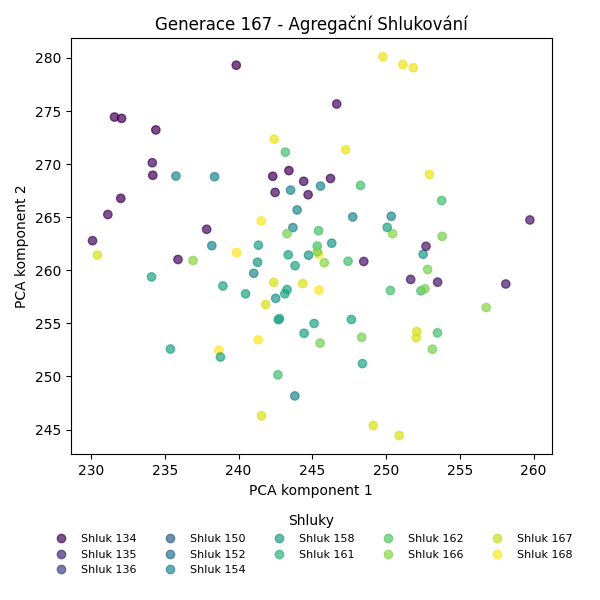 Generace 167 - Agregační Shlukování
PCA komponent 2
280
275
270
265
260
255
250
245
230 235 240 245 250 255 260
PCA komponent 1
Shluky
Shluk 134 Shluk 150 Shluk 158 Shluk 162 Shluk 167
Shluk 135 Shluk 152 Shluk 161 Shluk 166 Shluk 168
Shluk 136 Shluk 154